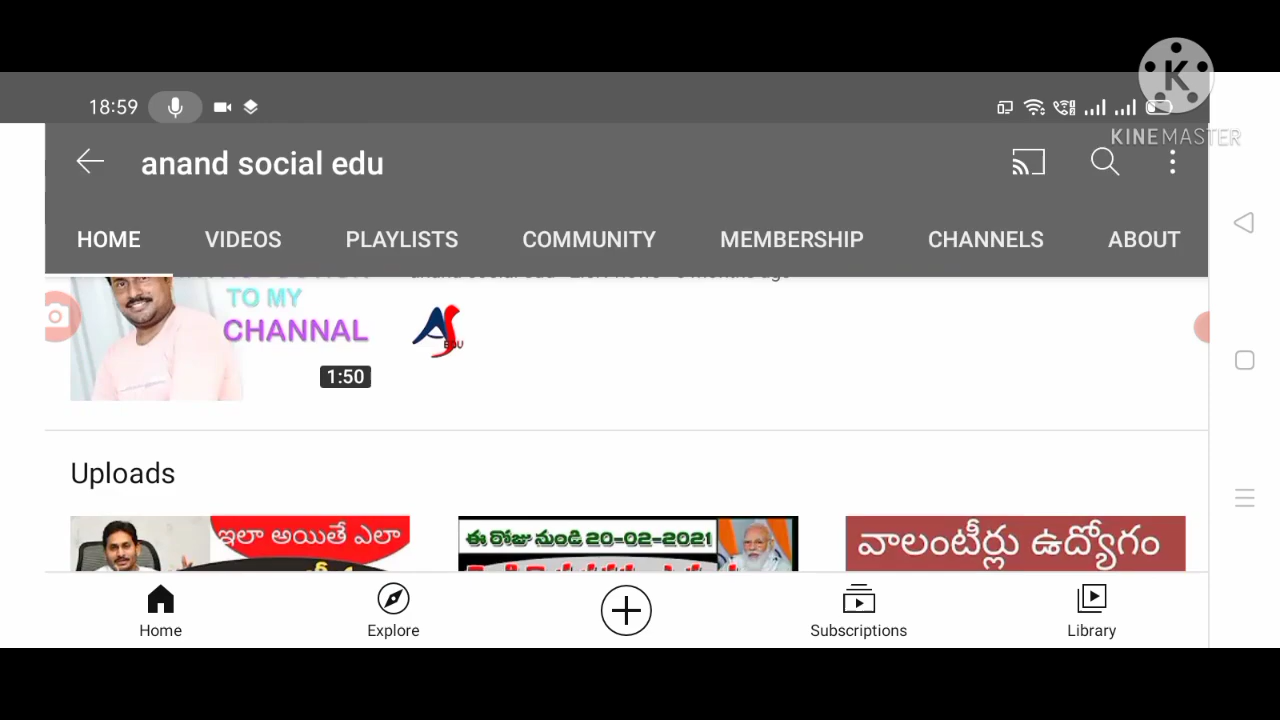 18:59
KINEMASTER
anand social edu
HOME VIDEOS PLAYLISTS COMMUNITY MEMBERSHIP CHANNELS ABOUT
TO MY
CHANNAL
EDU
1:50
Uploads
ఇలా అయితే ఎలా
ఈ రోజు నుండి 20-02-2021
వాలంటీర్లు ఉద్యోగం
Home Explore Subscriptions Library